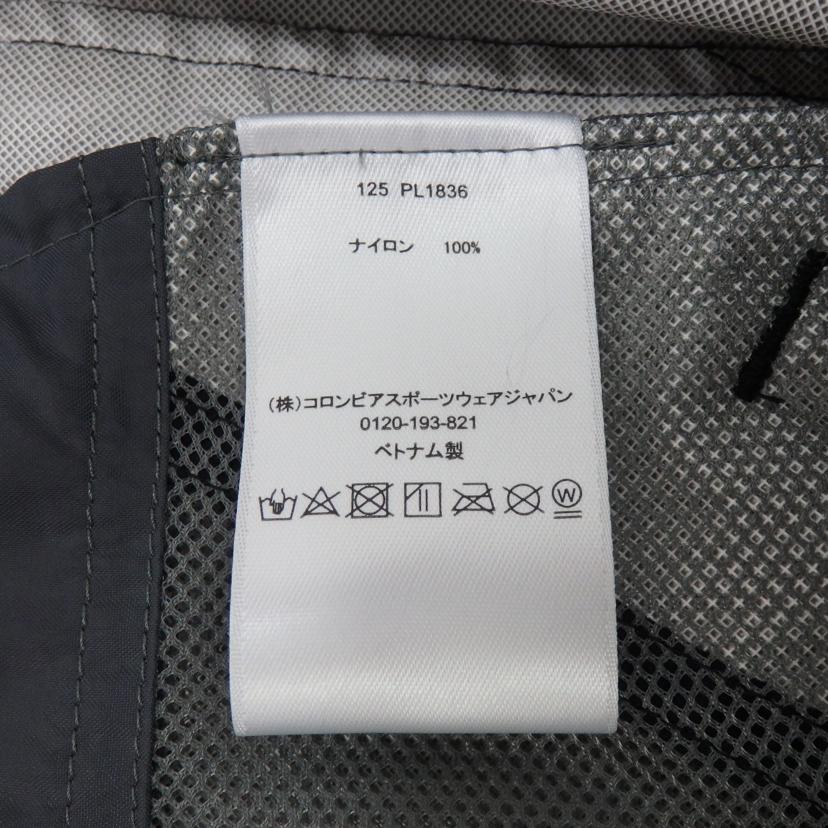 125 PL1836
ナイロン 100%
(株)コロンビアスポーツウェアジャパン
0120-193-821
ベトナム製
W